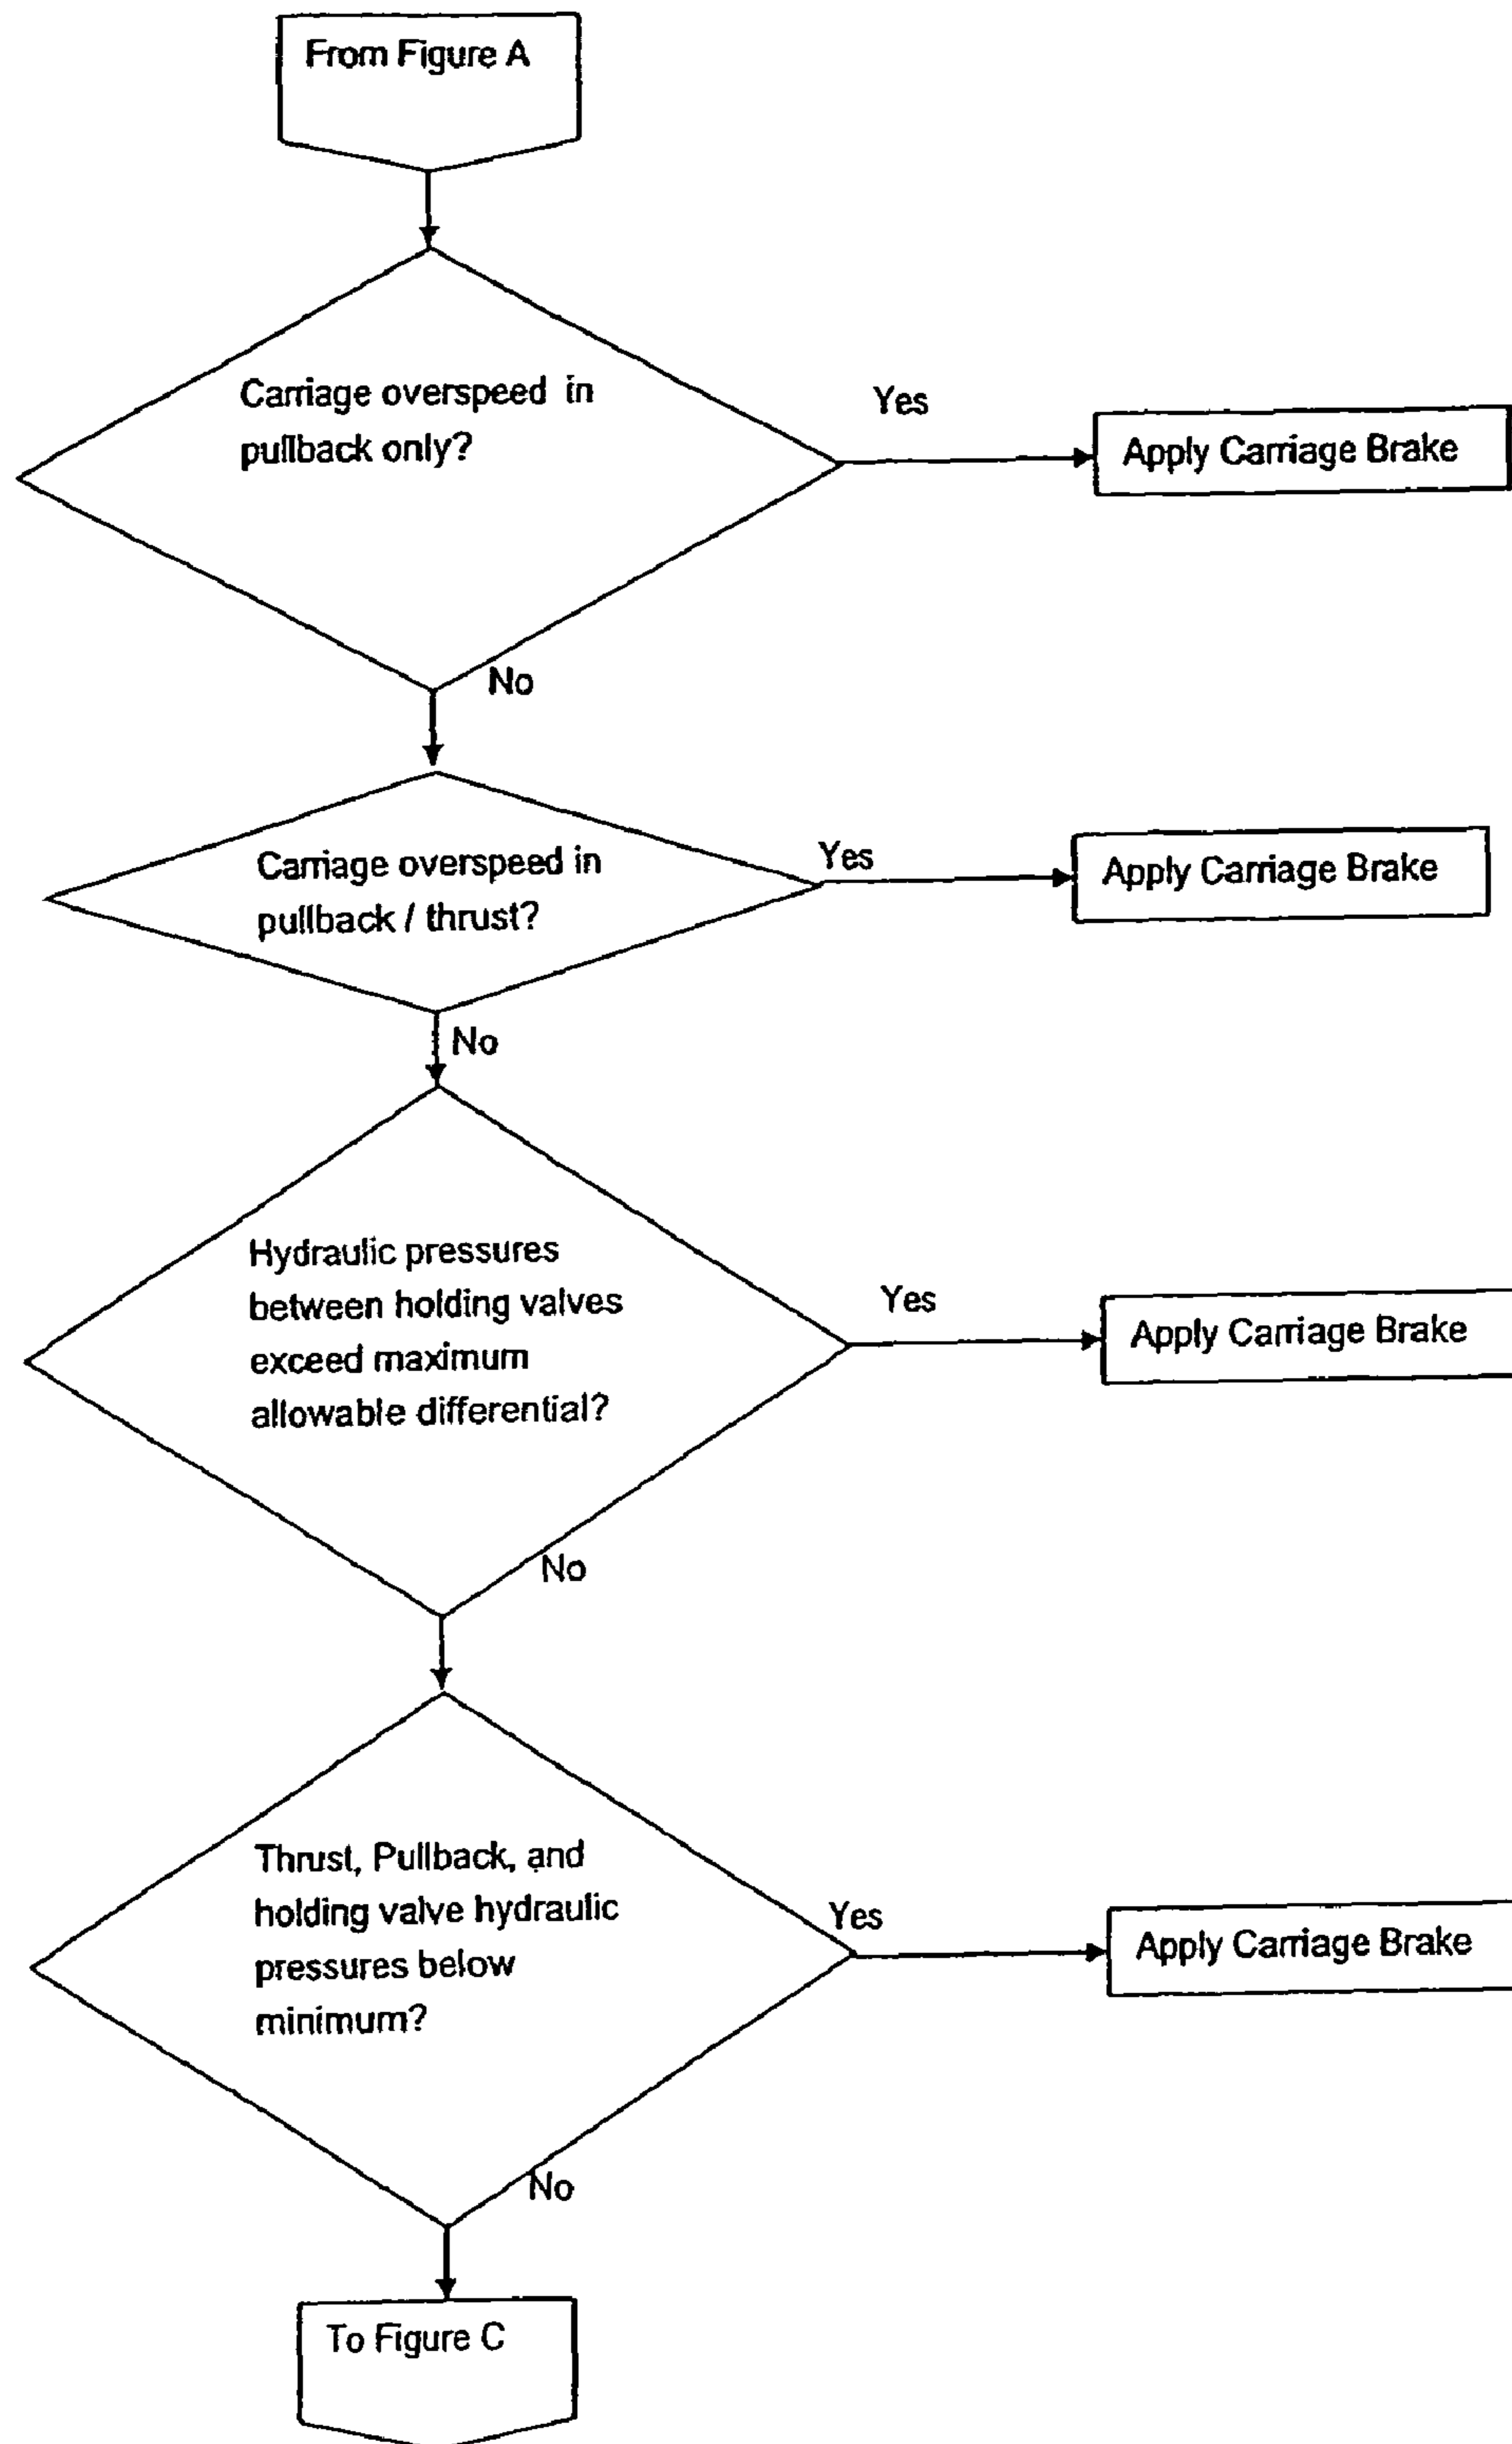 From Figure A
Carriage overspeed in
pullback only?
Yes
Apply Carriage Brake
No
Carriage overspeed in
pullback / thrust?
Yes
Apply Carriage Brake
No
Hydraulic pressures
between holding valves
exceed maximum
allowable differential?
Yes
Apply Carriage Brake
No
Thrust, Pullback, and
holding valve hydraulic
pressures below
minimum?
Yes
Apply Carriage Brake
No
To Figure C